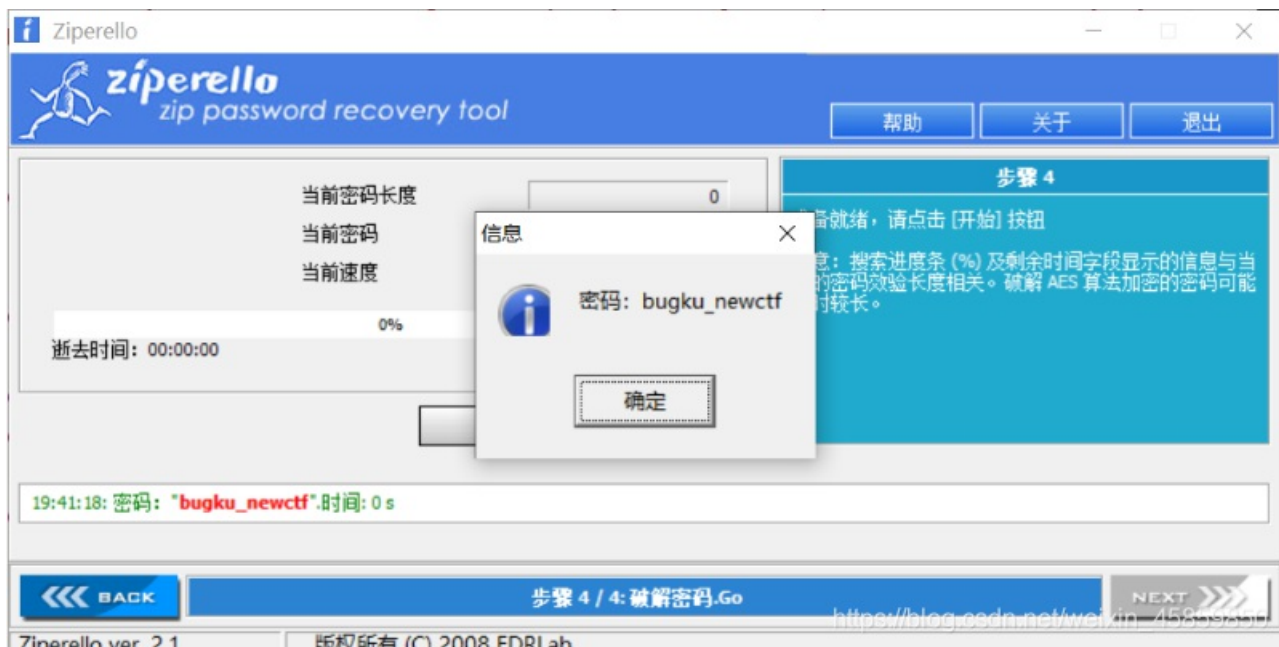 Ziperello
ziperello
zip password recovery tool
帮助 关于 退出
步骤 4
当前密码长度 0
备就绪，请点击 [开始] 按钮
当前密码
信息
意：搜索进度条 (%) 及剩余时间字段显示的信息与当
当前速度
的密码效验长度相关。破解 AES 算法加密的密码可能
时较长。
密码：bugku_newctf
0%
逝去时间：00:00:00
确定
19:41:18: 密码："bugku_newctf".时间: 0 s
BACK
步骤 4 / 4: 破解密码.Go
NEXT
https://blog.csdn.net/weixin_45859850
Ziperello ver. 2.1
版权所有 (C) 2008 FDRLab